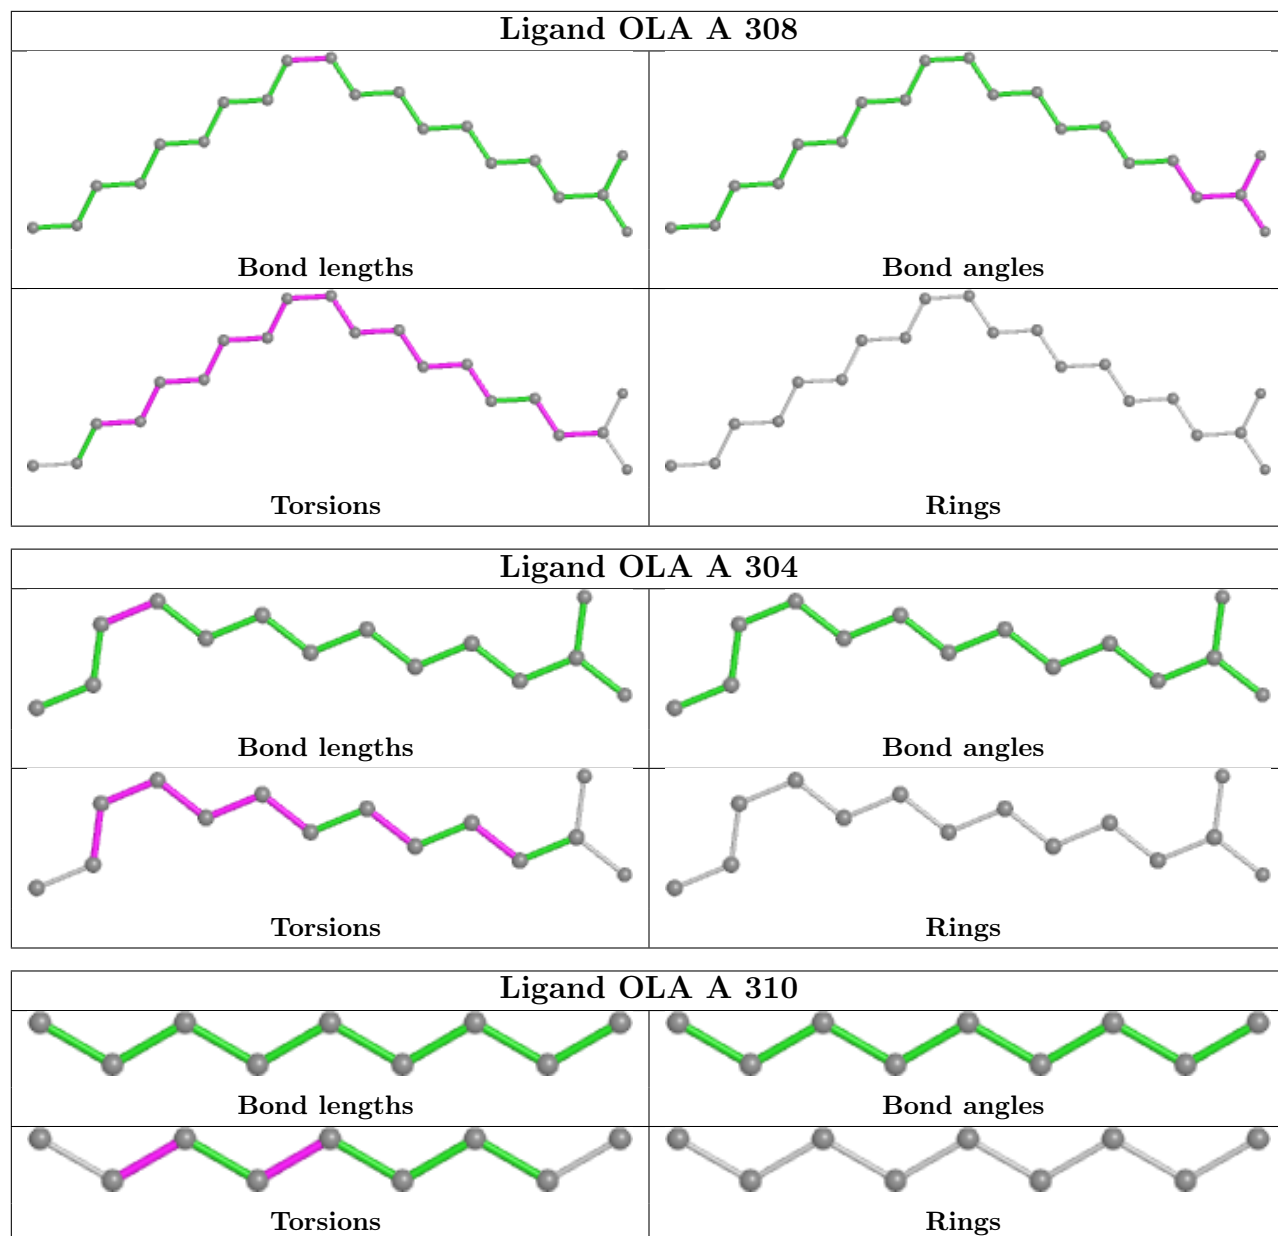 Ligand OLA A 308
Bond lengths
Bond angles
Torsions
Rings
Ligand OLA A 304
Bond lengths
Bond angles
Torsions
Rings
Ligand OLA A 310
Bond lengths
Bond angles
Torsions
Rings